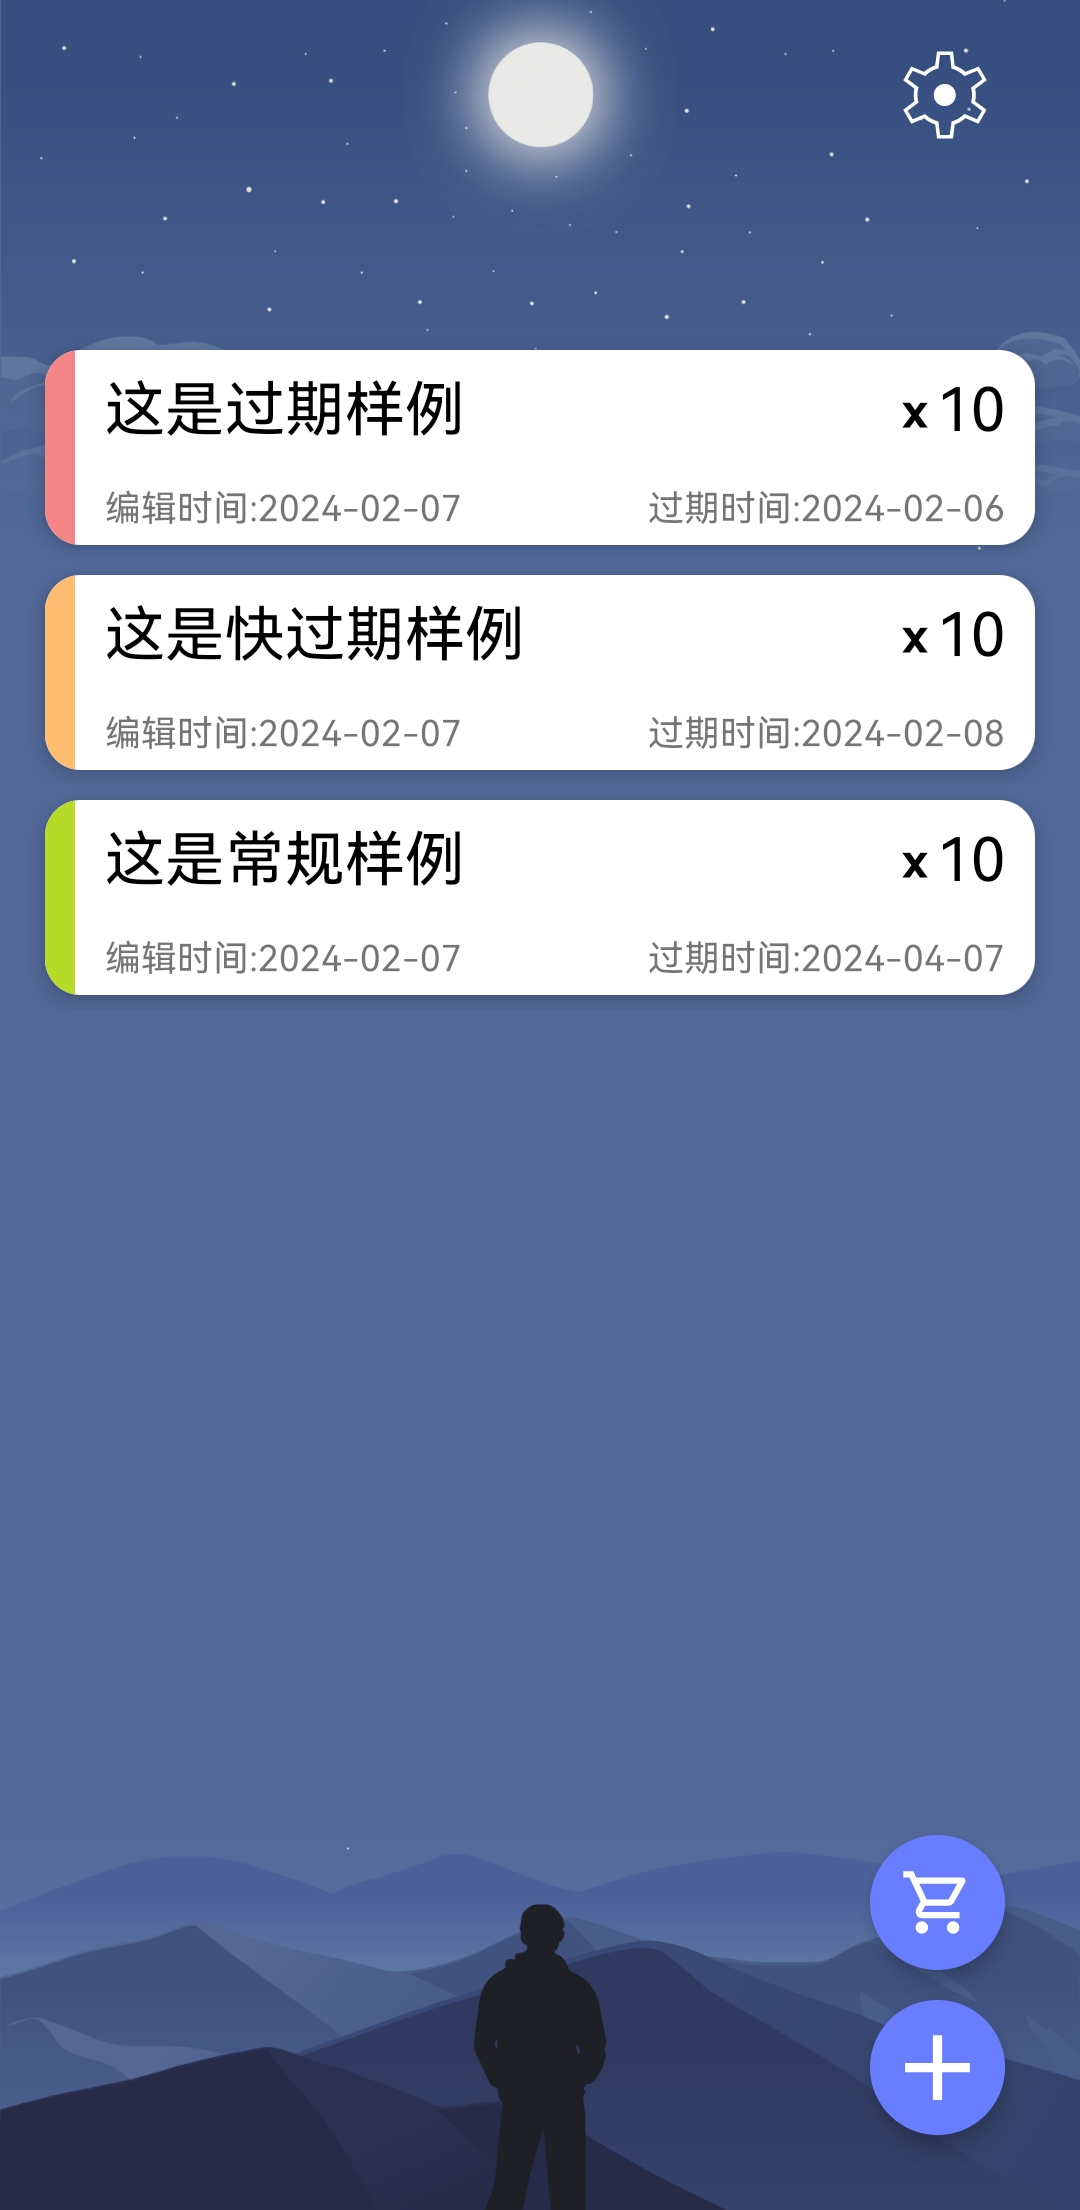 这是过期样例 x 10
编辑时间:2024-02-07 过期时间:2024-02-06
这是快过期样例 x 10
编辑时间:2024-02-07 过期时间:2024-02-08
这是常规样例 x 10
编辑时间:2024-02-07 过期时间:2024-04-07